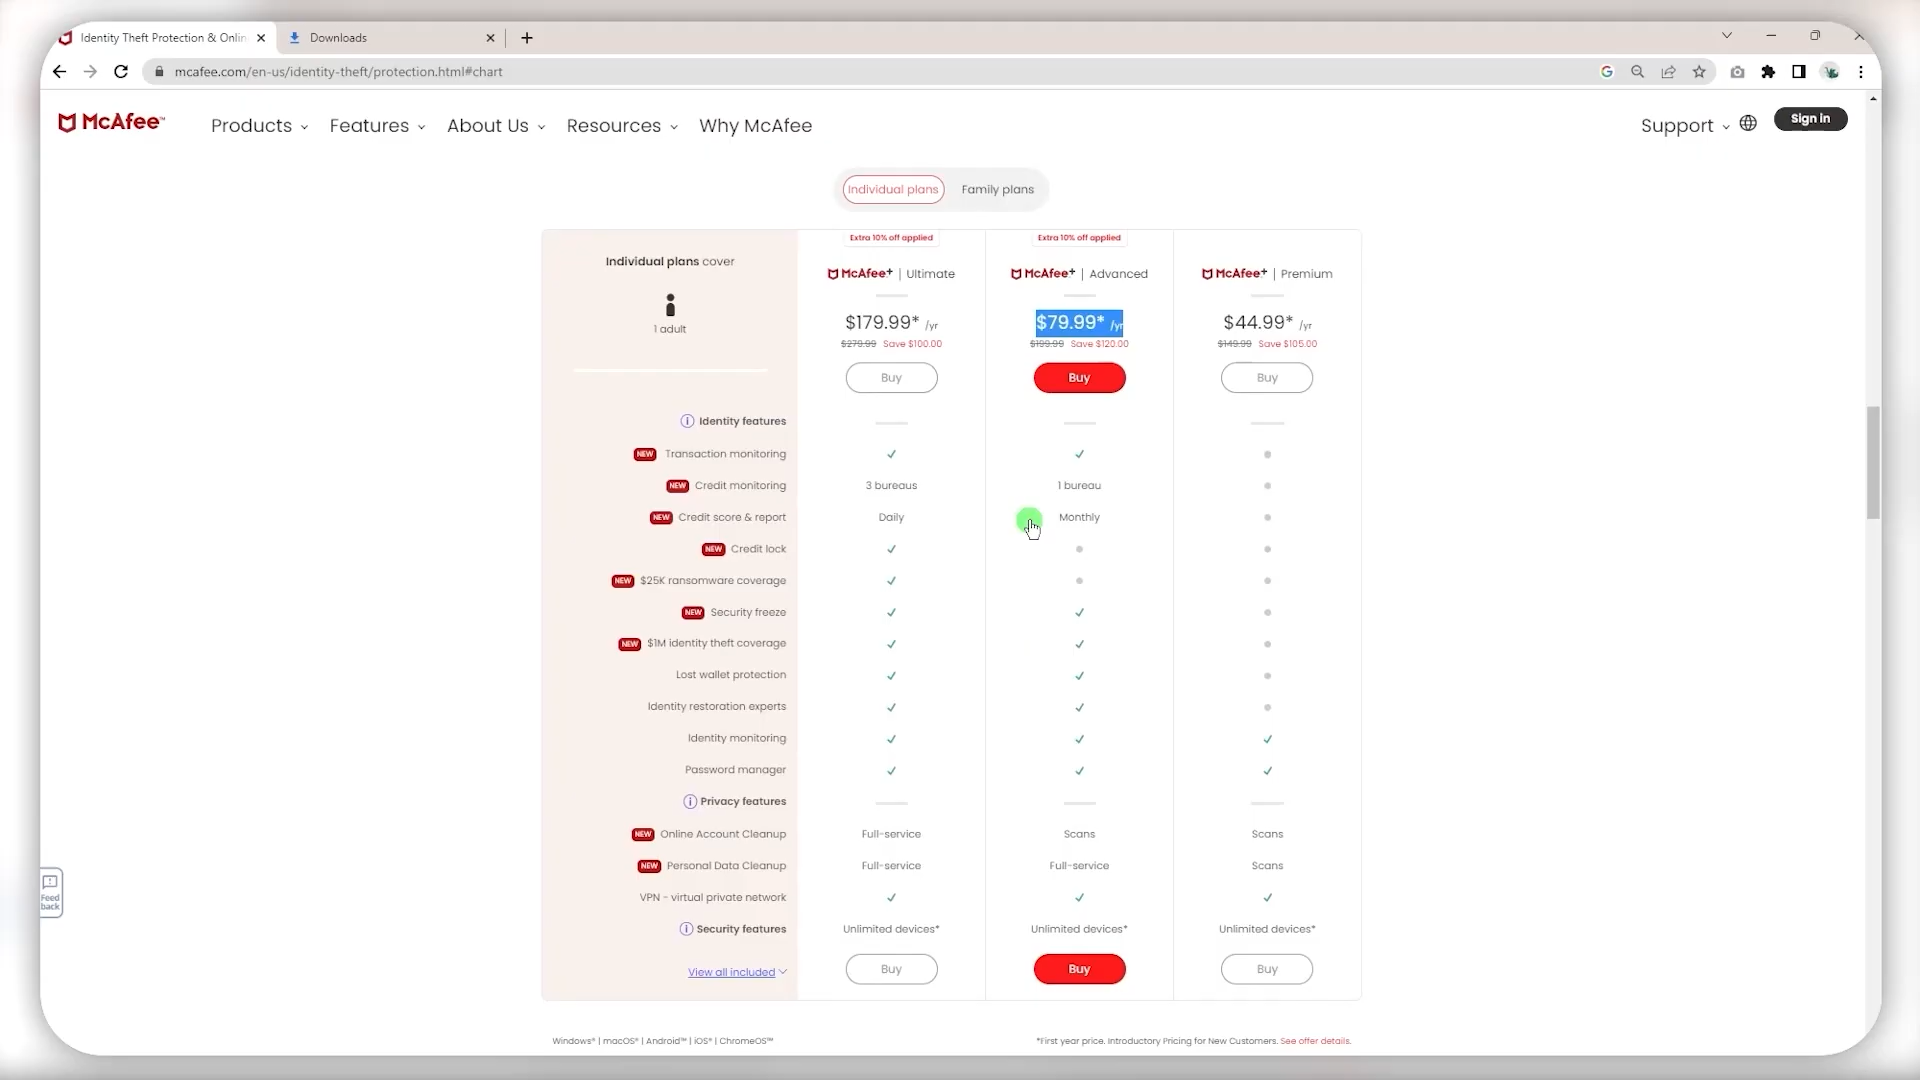 Identity Theft Protection & Onlin
Downloads
mcafee.com/en-us/identity-theft/protection.html#chart
McAfee™
Products
Features
About Us
Resources
Why McAfee
Support
Sign in
Individual plans
Family plans
Individual plans cover
1 adult
Extra 10% off applied
Extra 10% off applied
McAfee+ | Ultimate
McAfee+ | Advanced
McAfee+ | Premium
$179.99* /yr
$79.99* /yr
$44.99* /yr
$279.99 Save $100.00
$199.99 Save $120.00
$149.99 Save $105.00
Buy
Buy
Buy
Identity features
NEW Transaction monitoring
NEW Credit monitoring 3 bureaus 1 bureau
NEW Credit score & report Daily Monthly
NEW Credit lock
NEW $25K ransomware coverage
NEW Security freeze
NEW $1M identity theft coverage
Lost wallet protection
Identity restoration experts
Identity monitoring
Password manager
Privacy features
NEW Online Account Cleanup Full-service Scans Scans
NEW Personal Data Cleanup Full-service Full-service Scans
VPN - virtual private network
Security features Unlimited devices* Unlimited devices* Unlimited devices*
View all included
Buy
Buy
Buy
Feed
back
Windows® | macOS® | Android™ | iOS® | ChromeOS™
*First year price. Introductory Pricing for New Customers. See offer details.